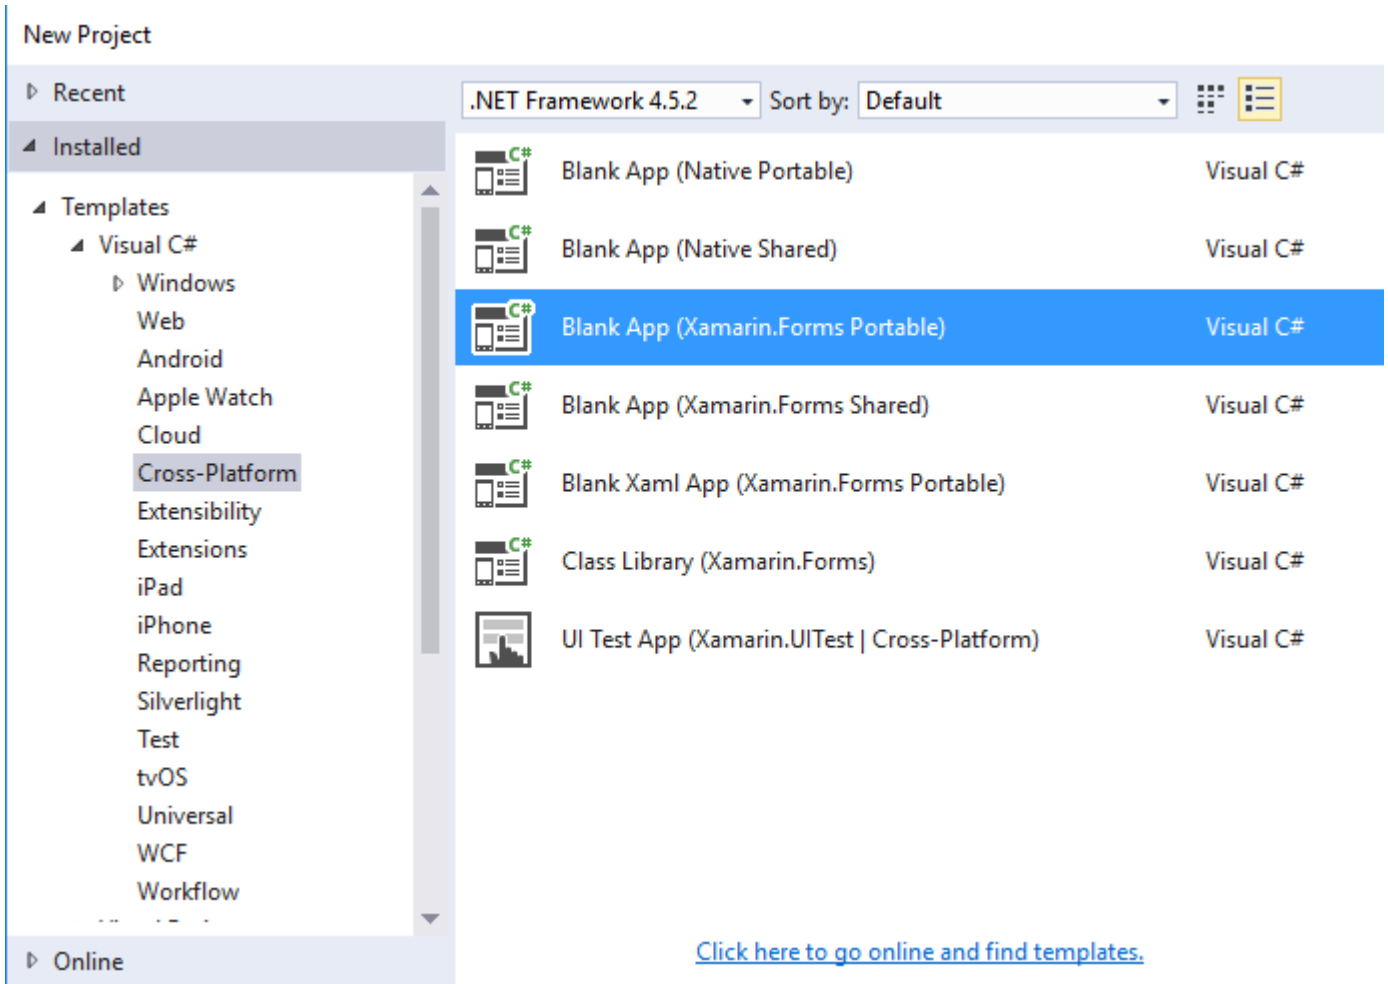 New Project
Recent
Installed
Templates
Visual C#
Windows
Web
Android
Apple Watch
Cloud
Cross-Platform
Extensibility
Extensions
iPad
iPhone
Reporting
Silverlight
Test
tvOS
Universal
WCF
Workflow
Online
.NET Framework 4.5.2 Sort by: Default
C# Blank App (Native Portable) Visual C#
C# Blank App (Native Shared) Visual C#
C# Blank App (Xamarin.Forms Portable) Visual C#
C# Blank App (Xamarin.Forms Shared) Visual C#
C# Blank Xaml App (Xamarin.Forms Portable) Visual C#
C# Class Library (Xamarin.Forms) Visual C#
UI Test App (Xamarin.UITest | Cross-Platform) Visual C#
Click here to go online and find templates.